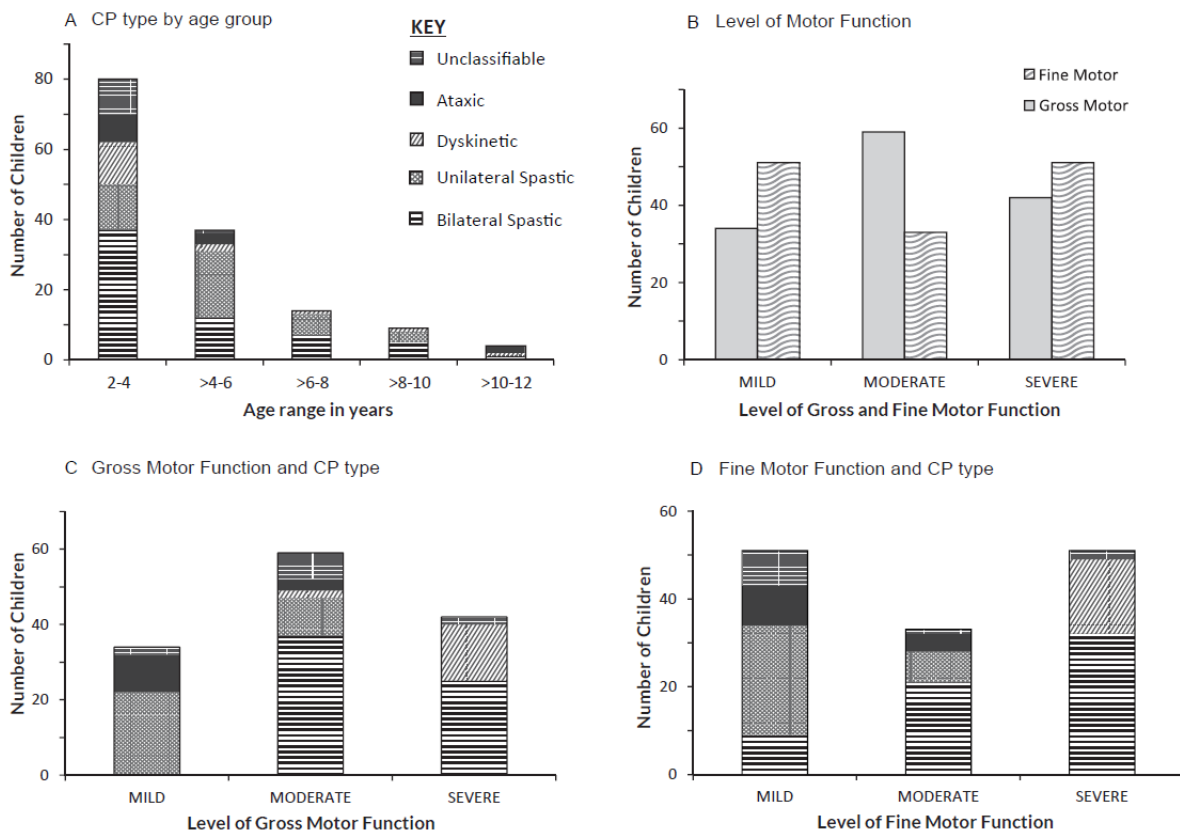 A CP type by age group
KEY
Unclassifiable
Ataxic
Dyskinetic
Unilateral Spastic
Bilateral Spastic
Number of Children
80
60
40
20
0
2-4 >4-6 >6-8 >8-10 >10-12
Age range in years
B Level of Motor Function
Fine Motor
Gross Motor
Number of Children
60
40
20
0
MILD MODERATE SEVERE
Level of Gross and Fine Motor Function
C Gross Motor Function and CP type
Number of Children
60
40
20
0
MILD MODERATE SEVERE
Level of Gross Motor Function
D Fine Motor Function and CP type
Number of Children
60
40
20
0
MILD MODERATE SEVERE
Level of Fine Motor Function